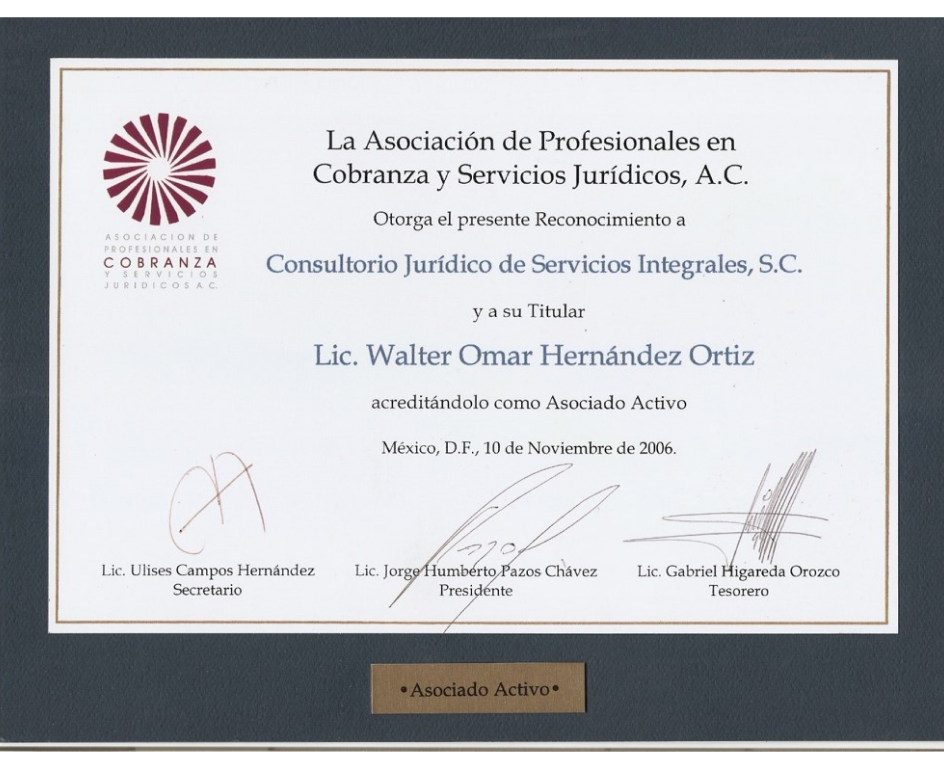 La Asociación de Profesionales en
Cobranza y Servicios Jurídicos, A.C.
ASOCIACION DE
PROFESIONALES EN
COBRANZA
Y SERVICIOS
JURIDICOS A.C.
Otorga el presente Reconocimiento a
Consultorio Jurídico de Servicios Integrales, S.C.
y a su Titular
Lic. Walter Omar Hernández Ortiz
acreditándolo como Asociado Activo
México, D.F., 10 de Noviembre de 2006.
Lic. Ulises Campos Hernández
Secretario
Lic. Jorge Humberto Pazos Chávez
Presidente
Lic. Gabriel Higareda Orozco
Tesorero
•Asociado Activo•